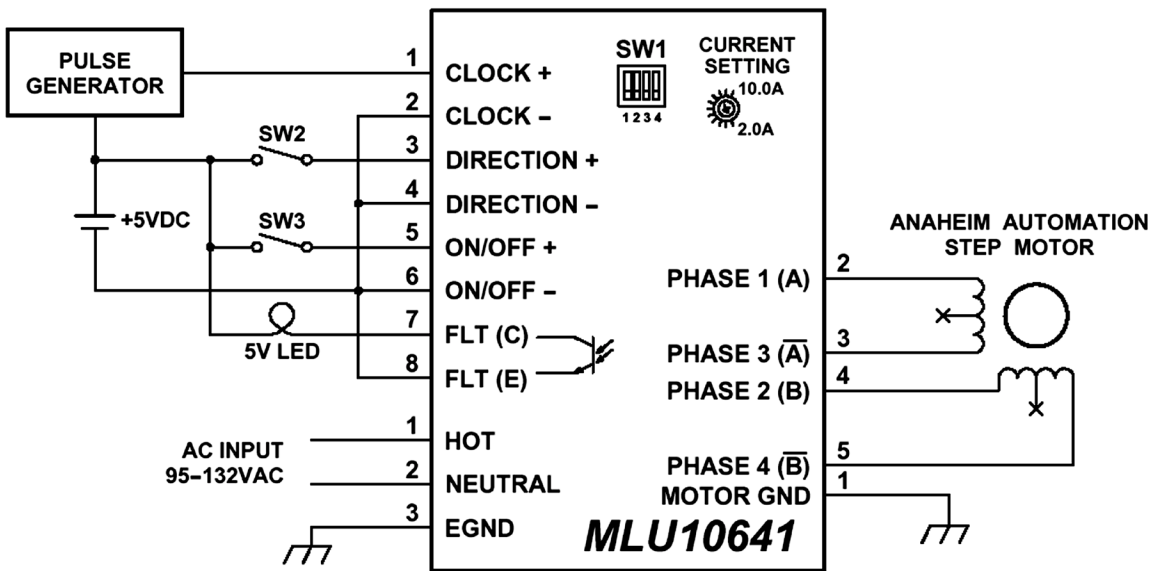 PULSE
GENERATOR
+5VDC
SW2
SW3
5V LED
AC INPUT
95-132VAC
1 CLOCK +
2 CLOCK -
3 DIRECTION +
4 DIRECTION -
5 ON/OFF +
6 ON/OFF -
7 FLT (C)
8 FLT (E)
1 HOT
2 NEUTRAL
3 EGND
SW1
1 2 3 4
CURRENT
SETTING
10.0A
2.0A
PHASE 1 (A) 2
PHASE 3 (A̅) 3
PHASE 2 (B) 4
PHASE 4 (B̅) 5
MOTOR GND 1
MLU10641
ANAHEIM AUTOMATION
STEP MOTOR